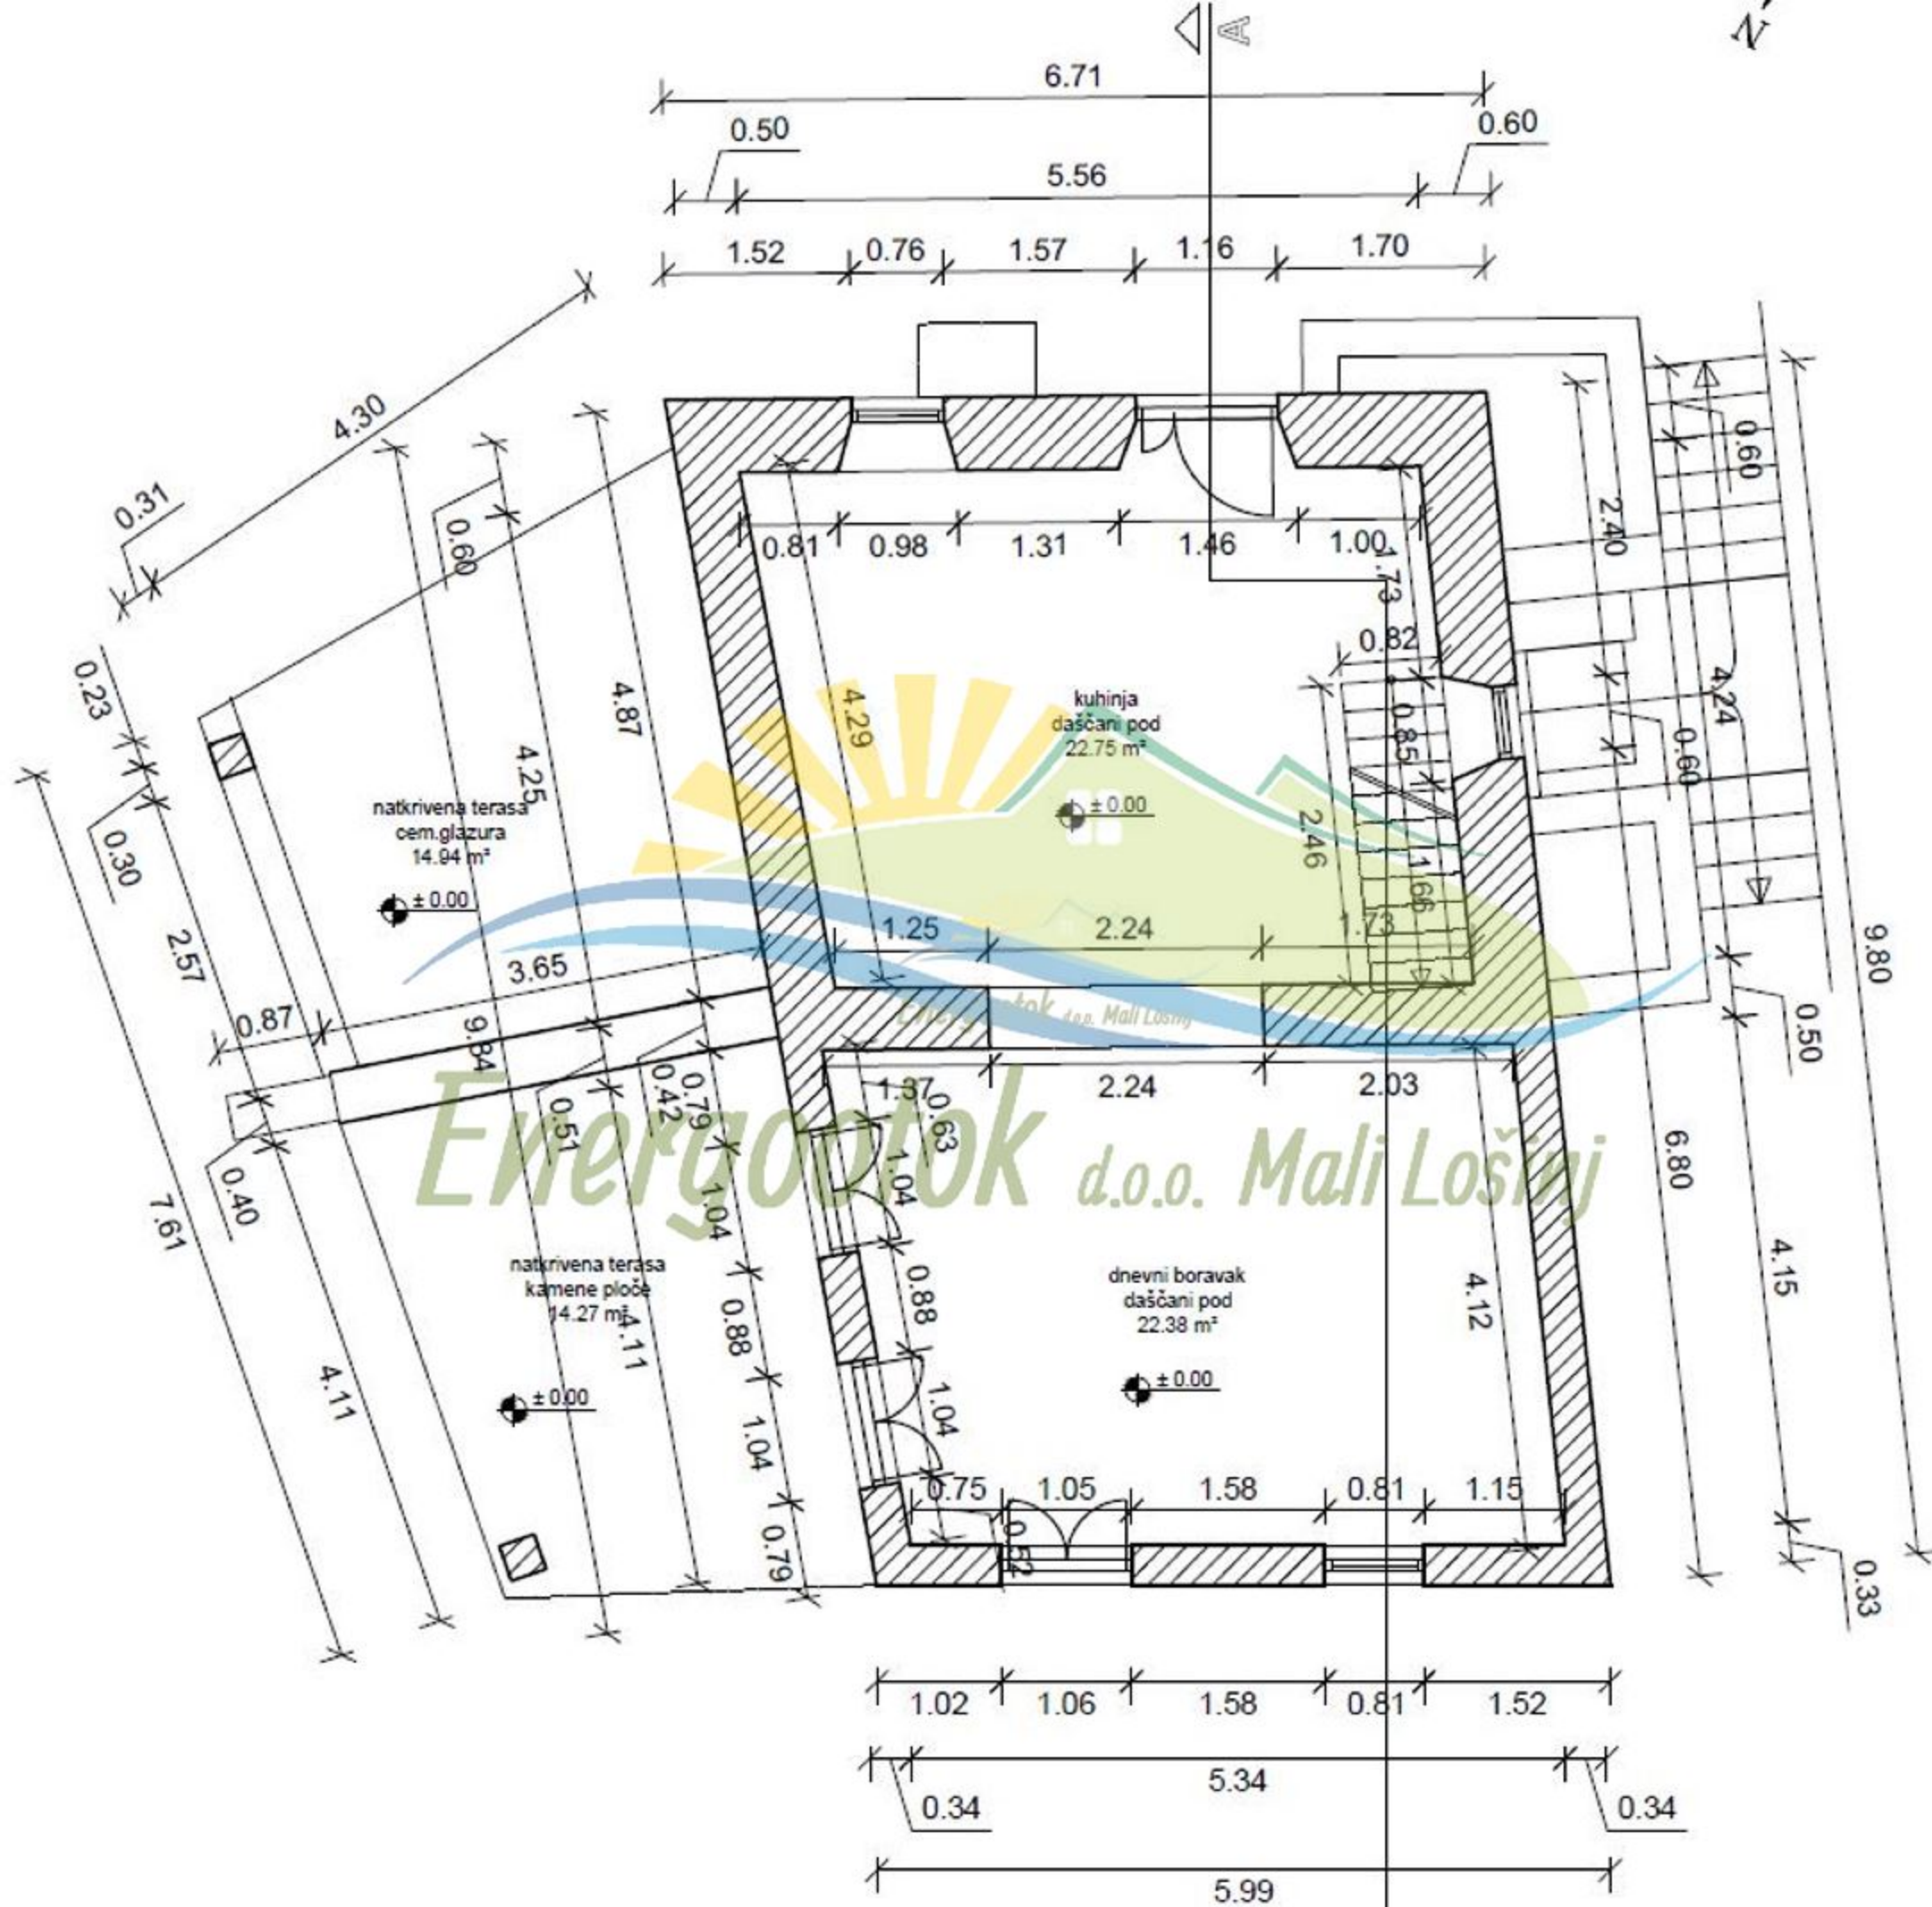 N
A
6.71
0.50
0.60
5.56
1.52 0.76 1.57 1.16 1.70
4.30
0.31
0.60
0.60
2.40
0.81 0.98 1.31 1.46 1.00
1.73
0.82
0.23
4.87
4.29
4.25
kuhinja
daščani pod
22.75 m²
± 0.00
0.85
4.24
0.60
natkrivena terasa
cem.glazura
14.94 m²
± 0.00
0.30
2.46
1.66
2.57
3.65
1.25 2.24 1.73
9.80
0.87
9.84
Energootok d.o.o. Mali Lošinj
0.50
0.42
0.79
0.51
1.37 2.24 2.03
0.63
Energootok d.o.o. Mali Lošinj
1.04
1.04
0.40
7.61
6.80
4.15
natkrivena terasa
kamene ploče
14.27 m²
± 0.00
4.11
4.11
0.88
0.88
dnevni boravak
daščani pod
22.38 m²
± 0.00
4.12
1.04
1.04
0.75 1.05 1.58 0.81 1.15
0.52
0.79
0.33
1.02 1.06 1.58 0.81 1.52
5.34
0.34
0.34
5.99